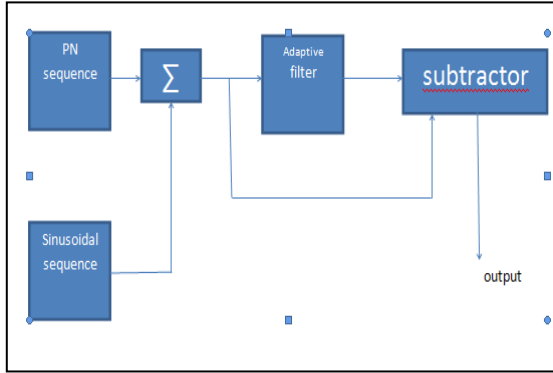 PN
sequence
∑
Adaptive
filter
subtractor
Sinusoidal
sequence
output